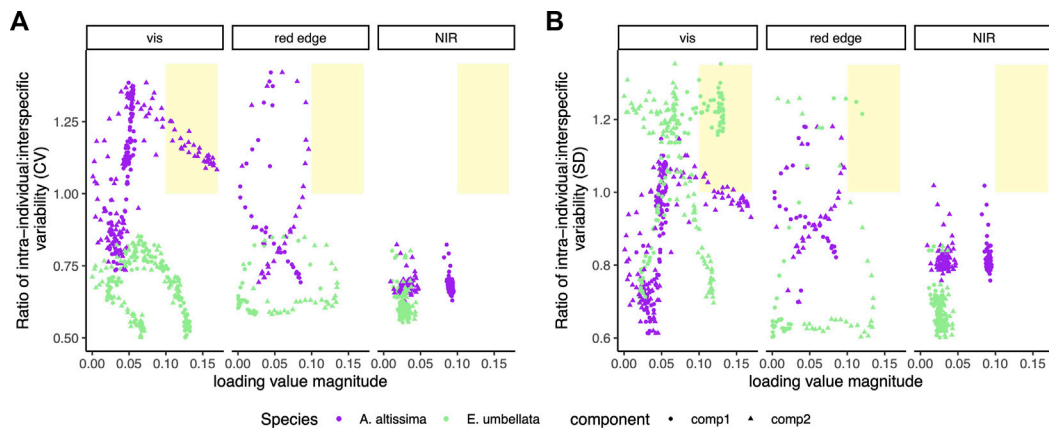 A
vis
red edge
NIR
Ratio of intra−individual:interspecific
variability (CV)
1.25
1.00
0.75
0.50
0.00 0.05 0.10 0.15
0.00 0.05 0.10 0.15
0.00 0.05 0.10 0.15
loading value magnitude
B
vis
red edge
NIR
Ratio of intra−individual:interspecific
variability (SD)
1.2
1.0
0.8
0.6
0.00 0.05 0.10 0.15
0.00 0.05 0.10 0.15
0.00 0.05 0.10 0.15
loading value magnitude
Species A. altissima E. umbellata component comp1 comp2